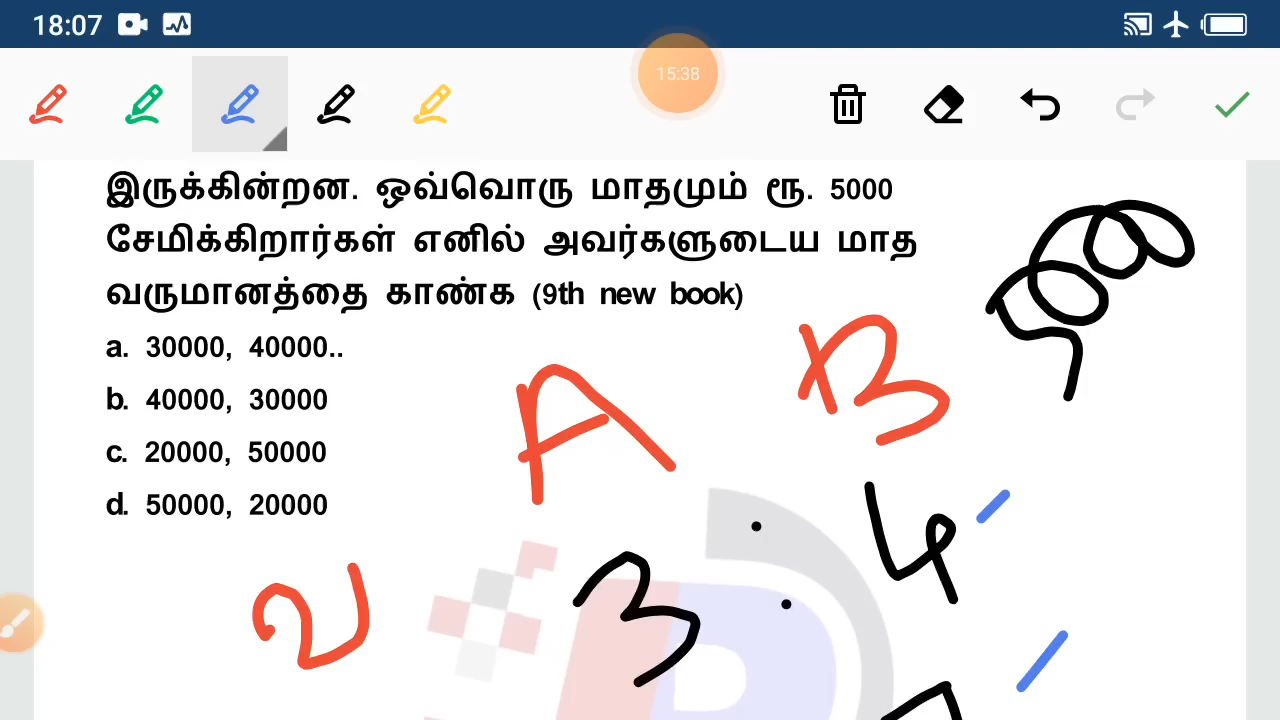 18:07
15:38
இருக்கின்றன. ஒவ்வொரு மாதமும் ரூ. 5000
சேமிக்கிறார்கள் எனில் அவர்களுடைய மாத
வருமானத்தை காண்க (9th new book)
a. 30000, 40000..
b. 40000, 30000
c. 20000, 50000
d. 50000, 20000
A B
5000
வ 3 : 4